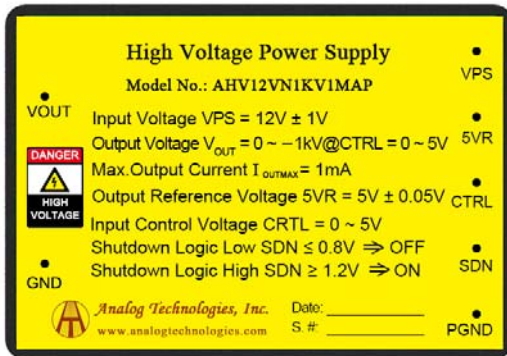 High Voltage Power Supply
Model No.: AHV12VN1KV1MAP
VPS
VOUT
Input Voltage VPS = 12V ± 1V
Output Voltage VOUT = 0 ~ −1kV@CTRL = 0 ~ 5V
5VR
DANGER
HIGH
VOLTAGE
Max.Output Current I OUTMAX = 1mA
Output Reference Voltage 5VR = 5V ± 0.05V
CTRL
Input Control Voltage CRTL = 0 ~ 5V
Shutdown Logic Low SDN ≤ 0.8V ⇒ OFF
Shutdown Logic High SDN ≥ 1.2V ⇒ ON
SDN
GND
Analog Technologies, Inc.
www.analogtechnologies.com
Date:
S. #:
PGND